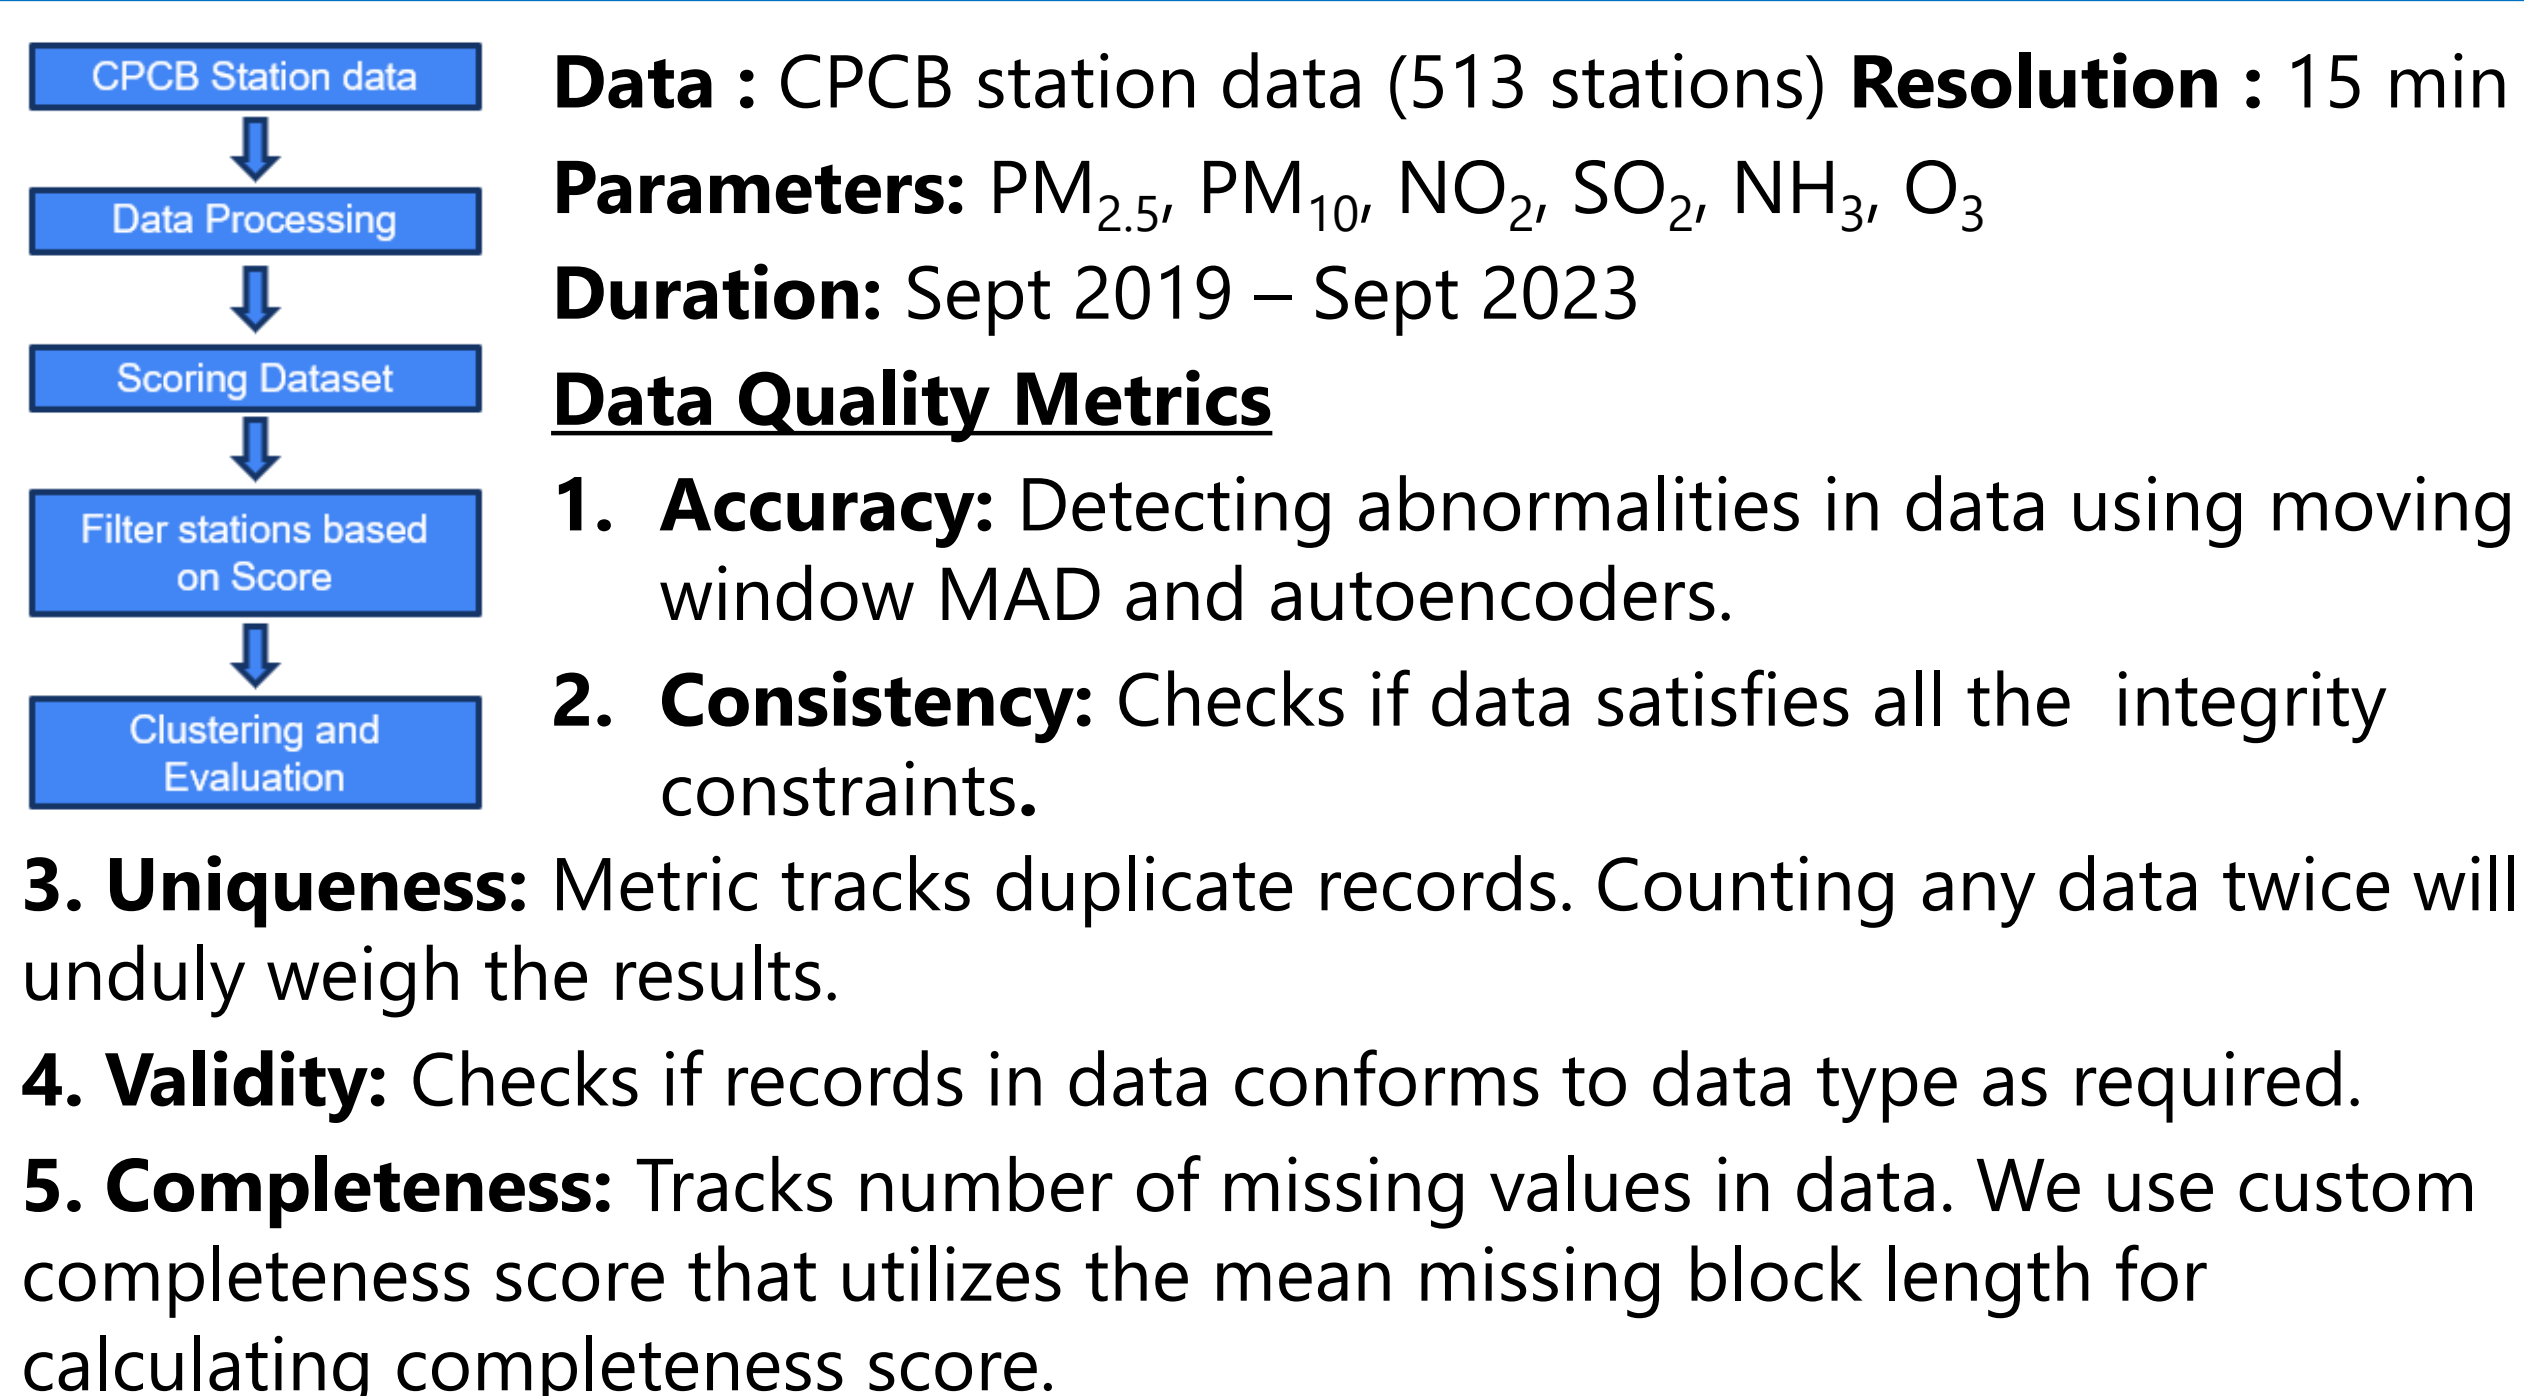 CPCB Station data
Data Processing
Scoring Dataset
Filter stations based
on Score
Clustering and
Evaluation
Data : CPCB station data (513 stations) Resolution : 15 min
Parameters: PM₂.₅, PM₁₀, NO₂, SO₂, NH₃, O₃
Duration: Sept 2019 – Sept 2023
Data Quality Metrics
1. Accuracy: Detecting abnormalities in data using moving
window MAD and autoencoders.
2. Consistency: Checks if data satisfies all the  integrity
constraints.
3. Uniqueness: Metric tracks duplicate records. Counting any data twice will
unduly weigh the results.
4. Validity: Checks if records in data conforms to data type as required.
5. Completeness: Tracks number of missing values in data. We use custom
completeness score that utilizes the mean missing block length for
calculating completeness score.